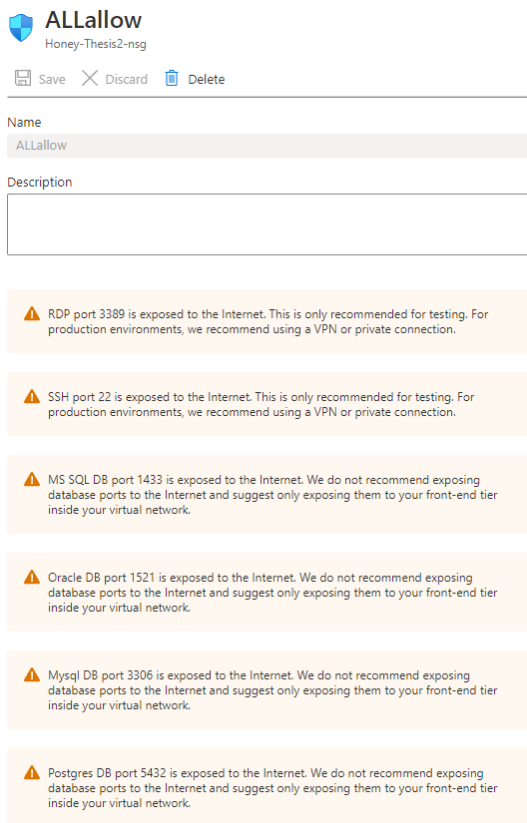 ALLallow
Honey-Thesis2-nsg
Save Discard Delete
Name
ALLallow
Description
RDP port 3389 is exposed to the Internet. This is only recommended for testing. For
production environments, we recommend using a VPN or private connection.
SSH port 22 is exposed to the Internet. This is only recommended for testing. For
production environments, we recommend using a VPN or private connection.
MS SQL DB port 1433 is exposed to the Internet. We do not recommend exposing
database ports to the Internet and suggest only exposing them to your front-end tier
inside your virtual network.
Oracle DB port 1521 is exposed to the Internet. We do not recommend exposing
database ports to the Internet and suggest only exposing them to your front-end tier
inside your virtual network.
Mysql DB port 3306 is exposed to the Internet. We do not recommend exposing
database ports to the Internet and suggest only exposing them to your front-end tier
inside your virtual network.
Postgres DB port 5432 is exposed to the Internet. We do not recommend exposing
database ports to the Internet and suggest only exposing them to your front-end tier
inside your virtual network.